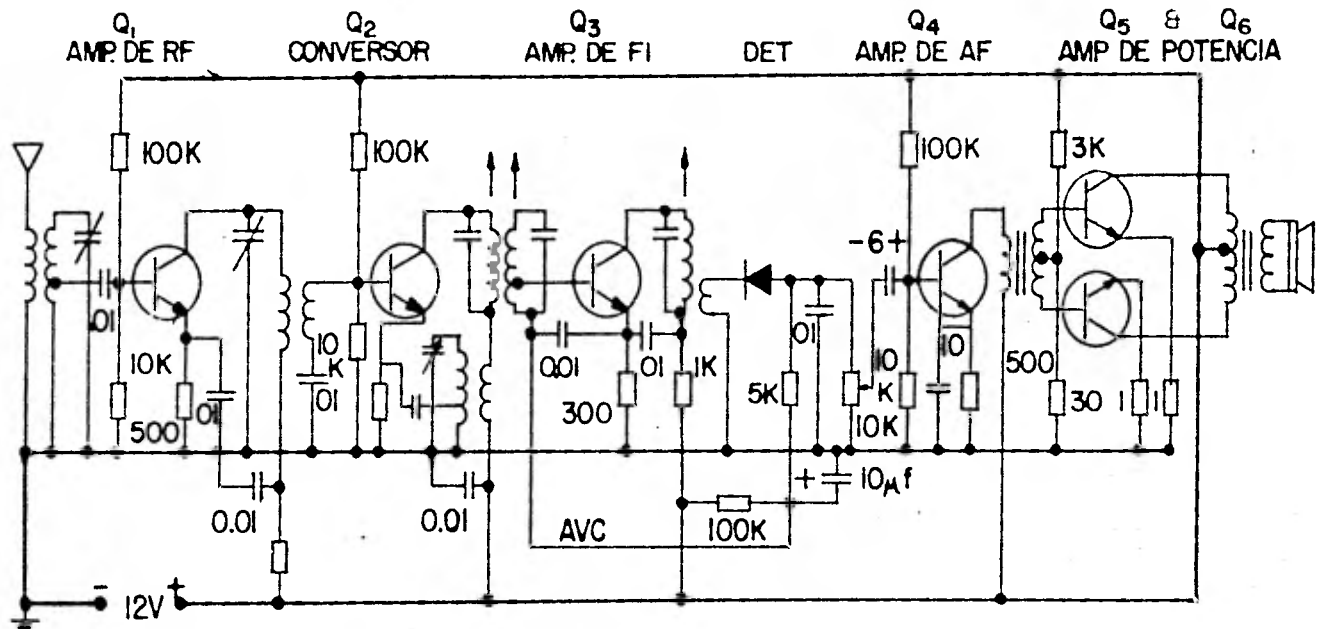 Q1 Q2 Q3 Q4 Q5 & Q6
AMP. DE RF CONVERSOR AMP. DE FI DET AMP. DE AF AMP DE POTENCIA
100K 100K 100K 3K
-6+
.01 10K 500 .01 0.01
10 K .01 0.01
0.01 .01 300 1K
.01 5K 10K
10 K 10 500 30 1 1
+ 10µf
100K
AVC
- 12V +